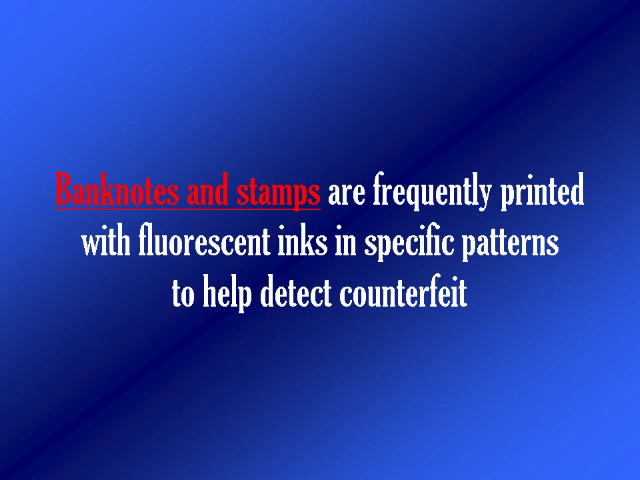 Banknotes and stamps are frequently printed
with fluorescent inks in specific patterns
to help detect counterfeit